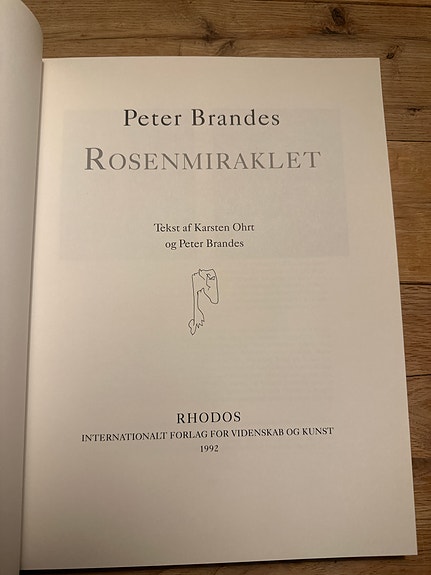 Peter Brandes
ROSENMIRAKLET
Tekst af Karsten Ohrt
og Peter Brandes
RHODOS
INTERNATIONALT FORLAG FOR VIDENSKAB OG KUNST
1992